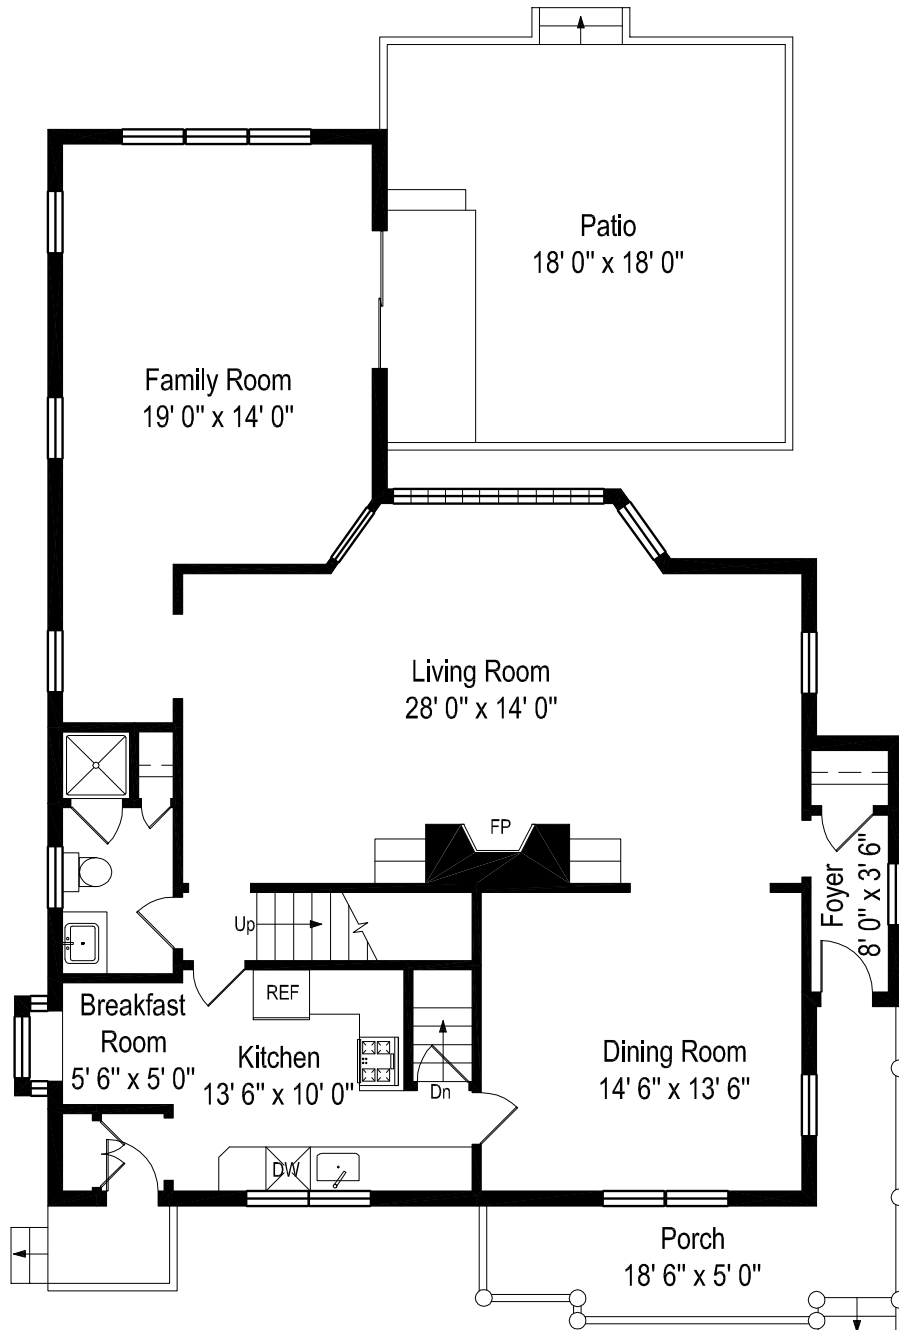 Patio
18' 0" x 18' 0"
Family Room
19' 0" x 14' 0"
Living Room
28' 0" x 14' 0"
FP
Foyer
8' 0" x 3' 6"
Up
REF
Breakfast
Room
5' 6" x 5' 0"
Kitchen
13' 6" x 10' 0"
Dn
Dining Room
14' 6" x 13' 6"
DW
Porch
18' 6" x 5' 0"